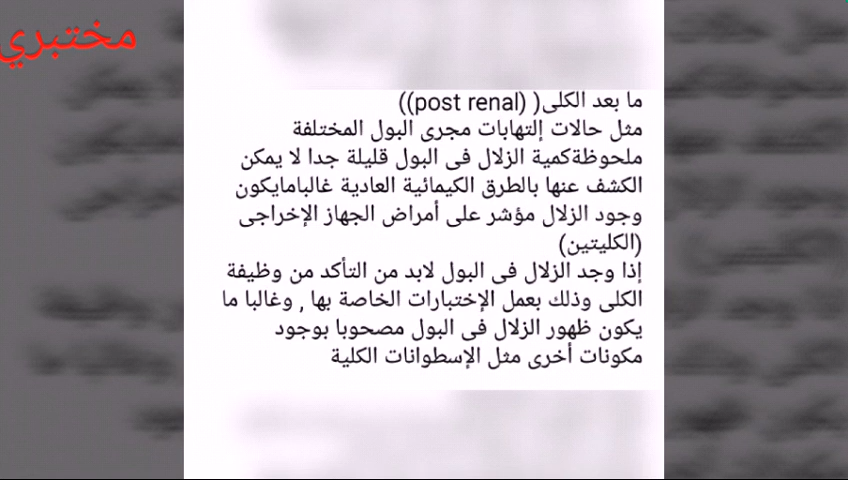 مختبري
ما بعد الكلى( (post renal))
مثل حالات إلتهابات مجرى البول المختلفة
ملحوظةكمية الزلال فى البول قليلة جدا لا يمكن
الكشف عنها بالطرق الكيمائية العادية غالبامايكون
وجود الزلال مؤشر على أمراض الجهاز الإخراجى
(الكليتين)
إذا وجد الزلال فى البول لابد من التأكد من وظيفة
الكلى وذلك بعمل الإختبارات الخاصة بها , وغالبا ما
يكون ظهور الزلال فى البول مصحوبا بوجود
مكونات أخرى مثل الإسطوانات الكلية